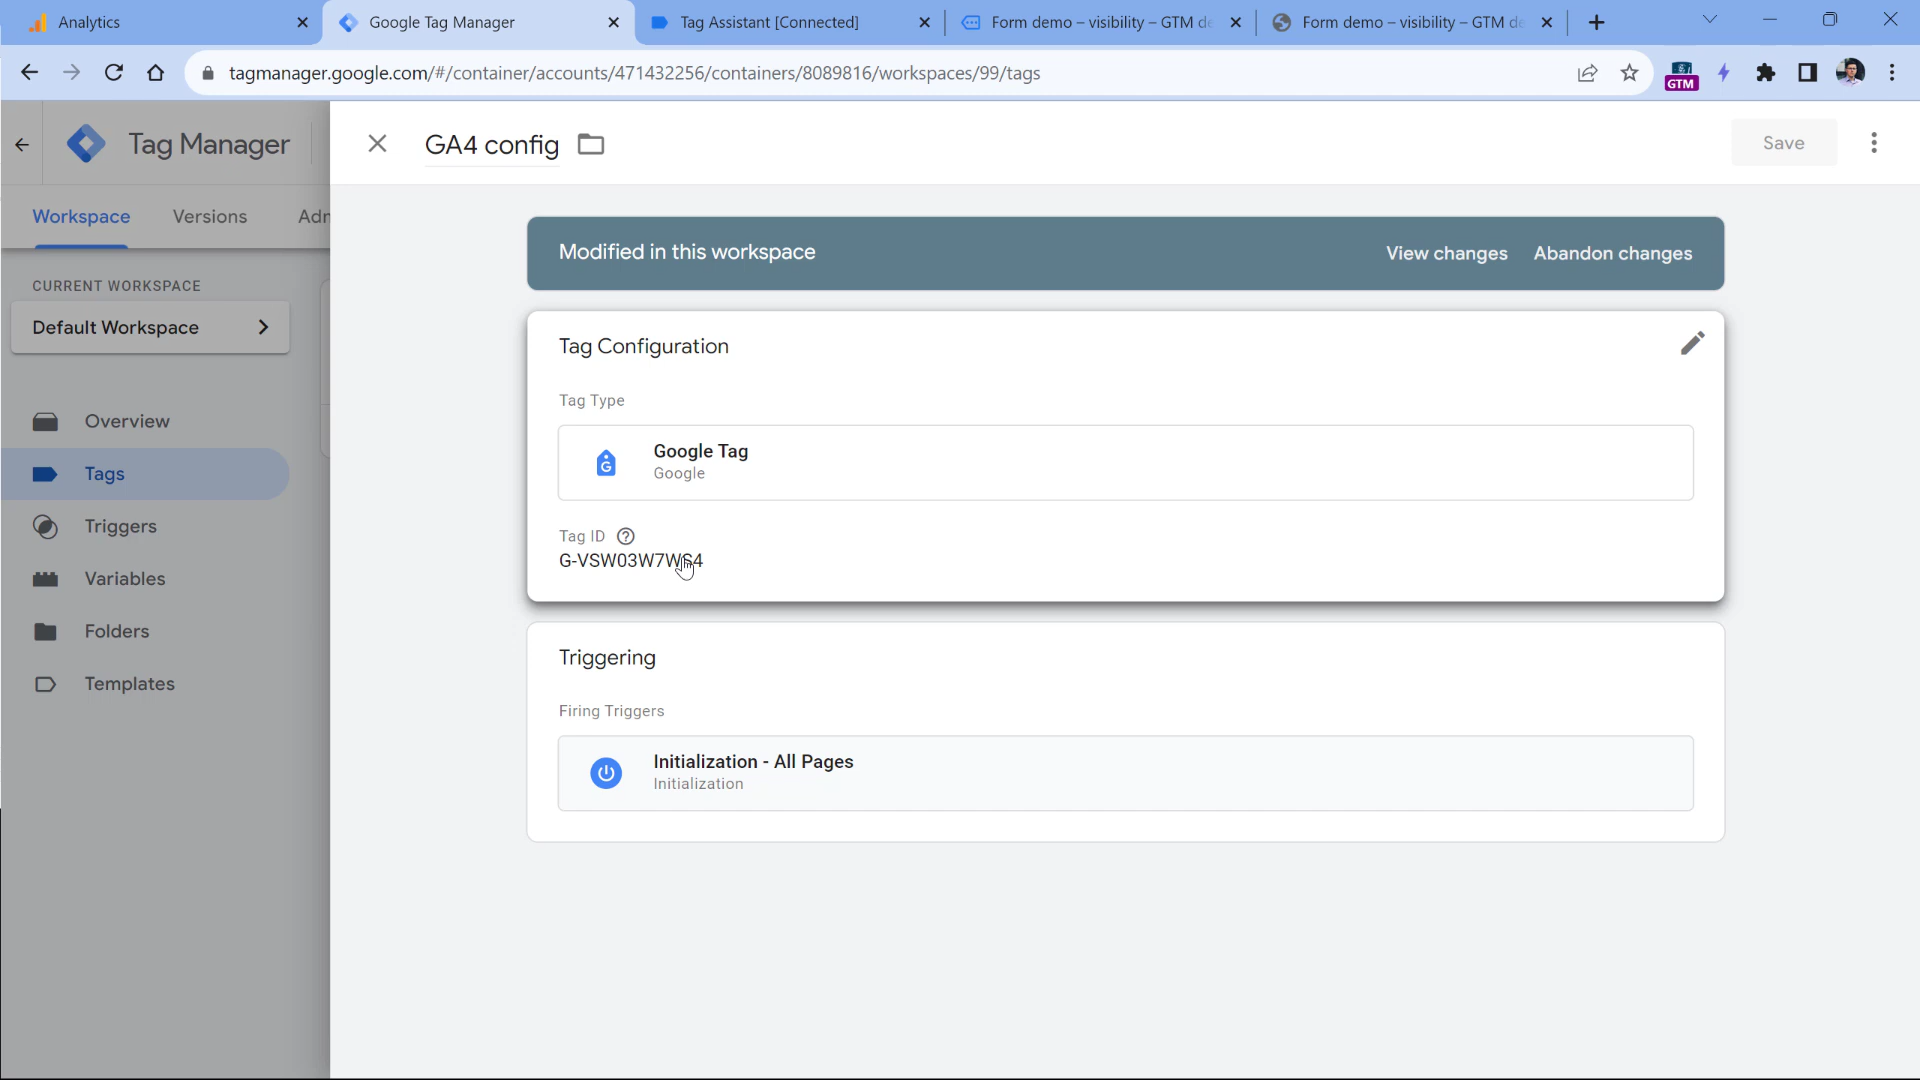 Analytics
Google Tag Manager
Tag Assistant [Connected]
Form demo – visibility – GTM de
Form demo – visibility – GTM de
tagmanager.google.com/#/container/accounts/471432256/containers/8089816/workspaces/99/tags
GTM
Tag Manager
GA4 config
Save
Workspace
Versions
Adm
Modified in this workspace
View changes
Abandon changes
CURRENT WORKSPACE
Default Workspace
Overview
Tags
Triggers
Variables
Folders
Templates
Tag Configuration
Tag Type
Google Tag
Google
Tag ID
G-VSW03W7WS4
Triggering
Firing Triggers
Initialization - All Pages
Initialization